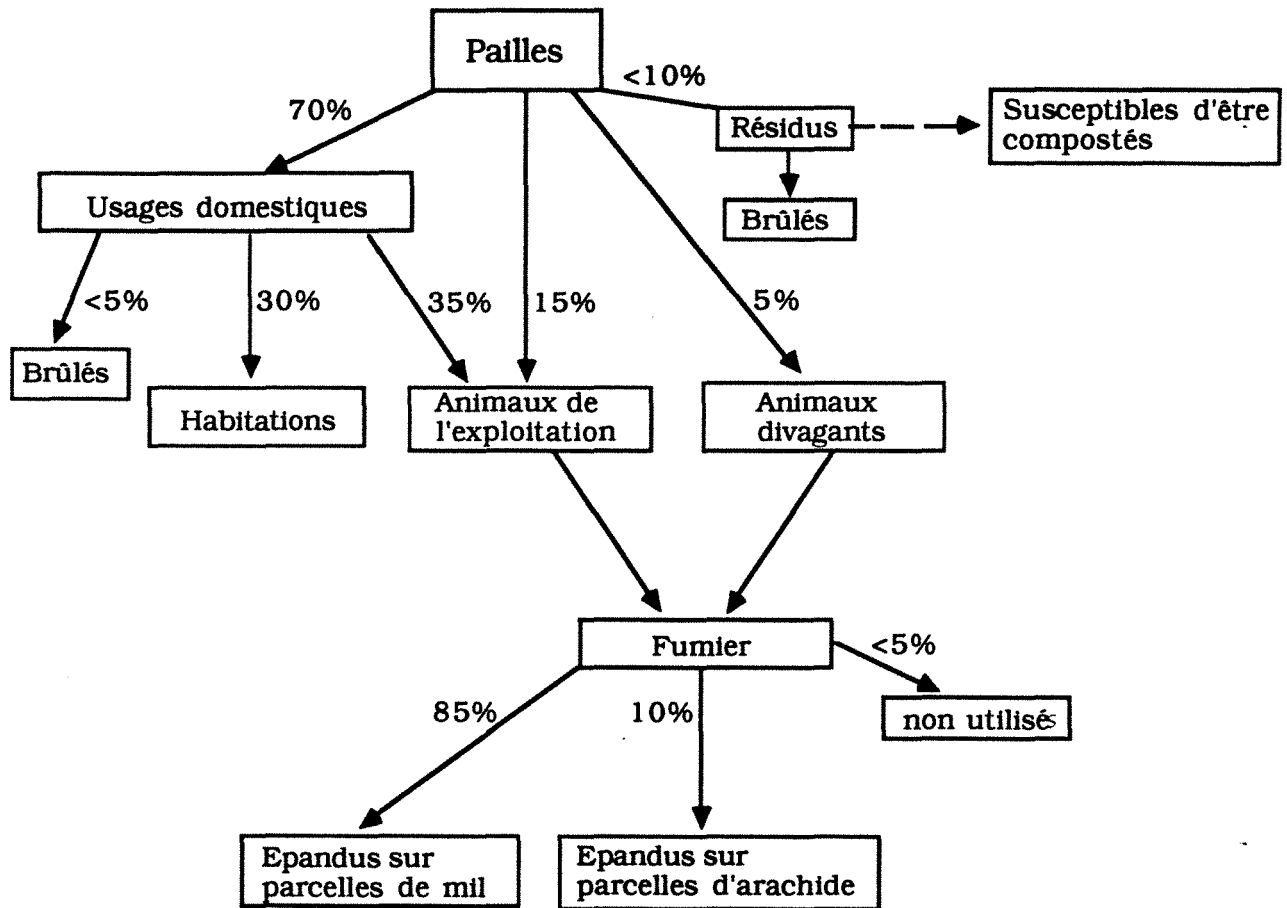 Pailles
<10%
70%
Résidus
Susceptibles d'être
compostés
Usages domestiques
Brûlés
<5%
30%
35%
15%
5%
Brûlés
Habitations
Animaux de
l'exploitation
Animaux
divagants
Fumier
<5%
85%
10%
non utilisés
Epandus sur
parcelles de mil
Epandus sur
parcelles d'arachide